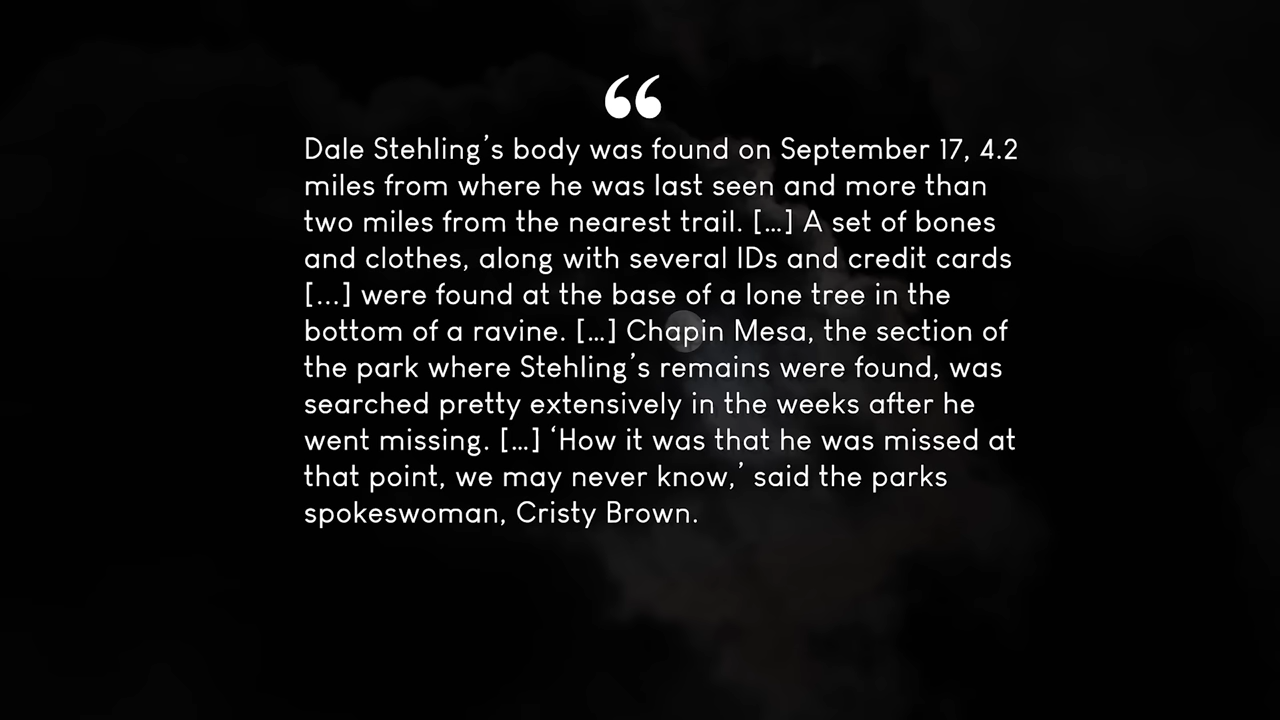 “
Dale Stehling’s body was found on September 17, 4.2
miles from where he was last seen and more than
two miles from the nearest trail. […] A set of bones
and clothes, along with several IDs and credit cards
[...] were found at the base of a lone tree in the
bottom of a ravine. […] Chapin Mesa, the section of
the park where Stehling’s remains were found, was
searched pretty extensively in the weeks after he
went missing. […] ‘How it was that he was missed at
that point, we may never know,’ said the parks
spokeswoman, Cristy Brown.